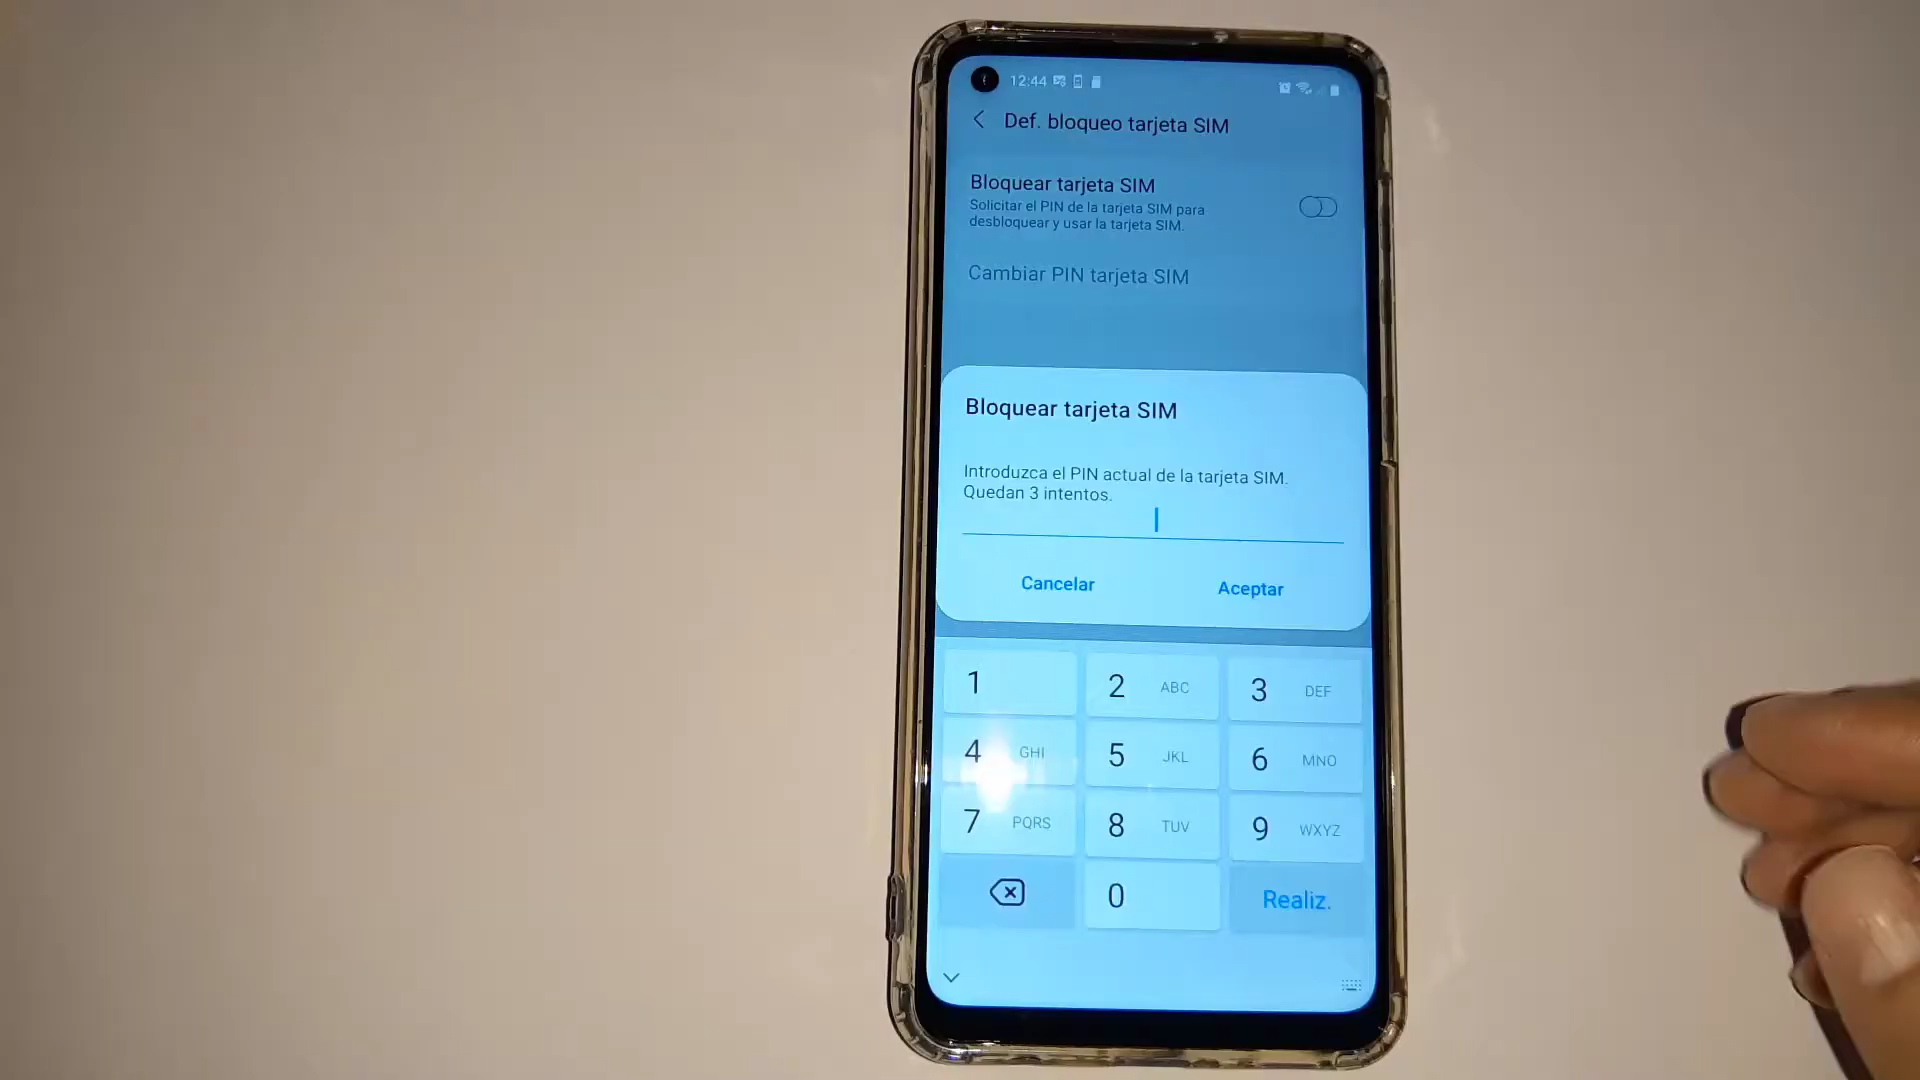 12:44
Def. bloqueo tarjeta SIM
Bloquear tarjeta SIM
Solicitar el PIN de la tarjeta SIM para
desbloquear y usar la tarjeta SIM.
Cambiar PIN tarjeta SIM
Bloquear tarjeta SIM
Introduzca el PIN actual de la tarjeta SIM.
Quedan 3 intentos.
Cancelar Aceptar
1 2 ABC 3 DEF
4 GHI 5 JKL 6 MNO
7 PQRS 8 TUV 9 WXYZ
0 Realiz.